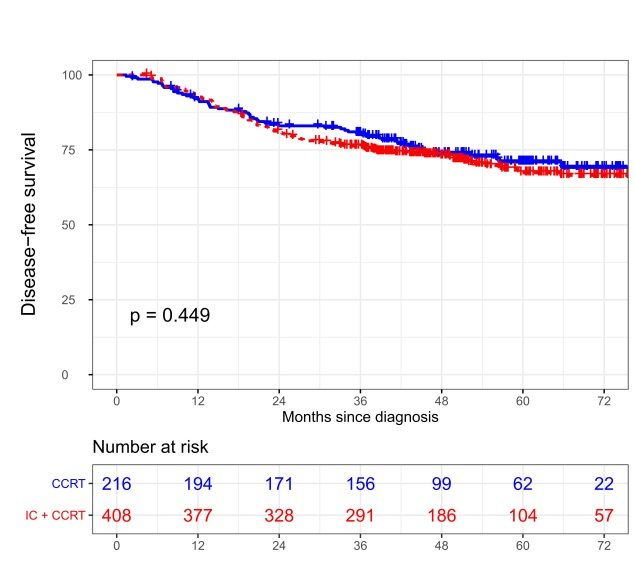 100
75
50
25
0
Disease−free survival
p = 0.449
0 12 24 36 48 60 72
Months since diagnosis
Number at risk
CCRT 216 194 171 156 99 62 22
IC + CCRT 408 377 328 291 186 104 57
0 12 24 36 48 60 72